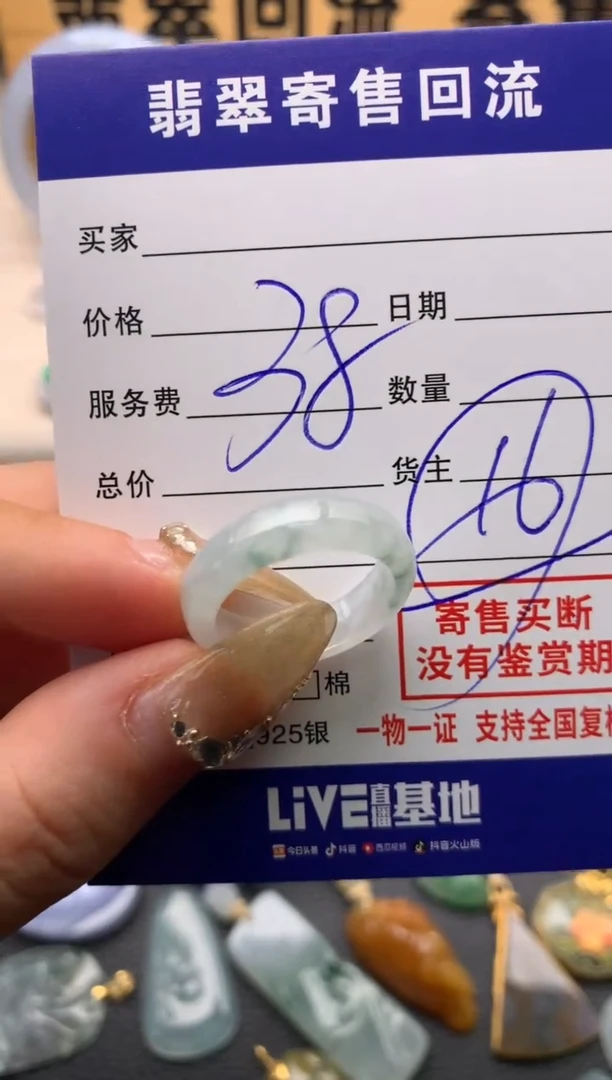 翡翠寄售回流
买家
价格 38 日期
服务费 数量
总价 货主 16
寄售买断
没有鉴赏期
棉
925银 一物一证 支持全国复检
LiVE直播基地
今日头条 抖音 西瓜视频 抖音火山版